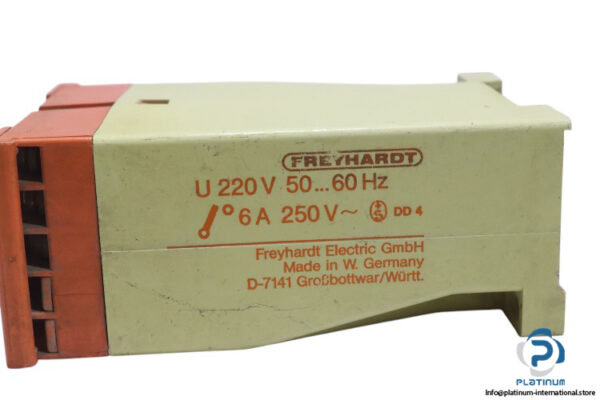 FREYHARDT
U 220 V 50...60 Hz
6 A 250 V ~ DD 4
Freyhardt Electric GmbH
Made in W. Germany
D-7141 Großbottwar/Württ.
PLATINUM
Info@platinum-international.store